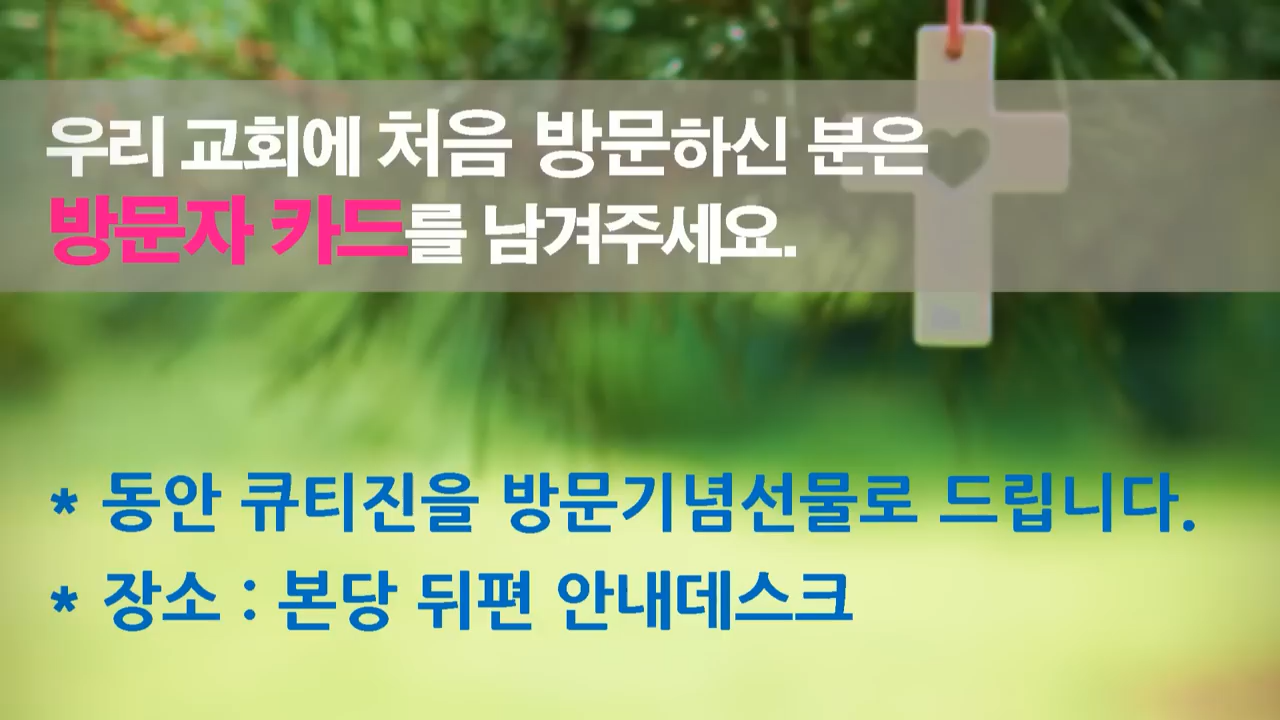 우리 교회에 처음 방문하신 분은
방문자 카드를 남겨주세요.
* 동안 큐티진을 방문기념선물로 드립니다.
* 장소 : 본당 뒤편 안내데스크